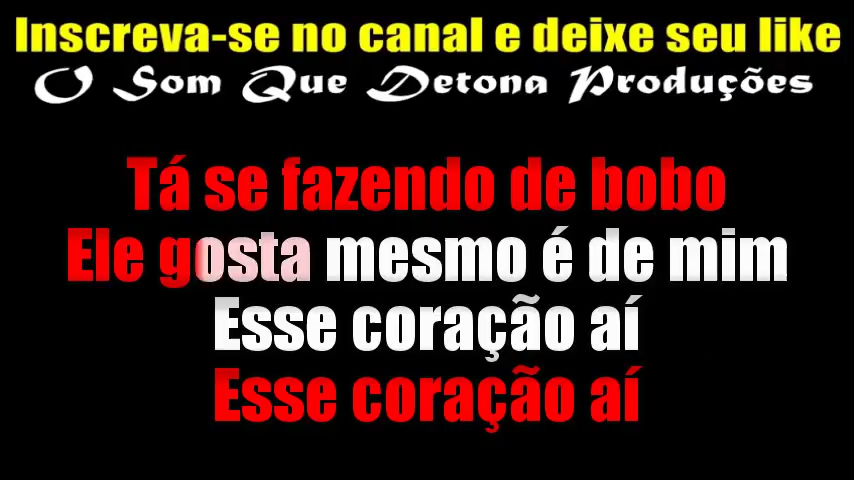 Inscreva-se no canal e deixe seu like
O Som Que Detona Produções
Tá se fazendo de bobo
Ele gosta mesmo é de mim
Esse coração aí
Esse coração aí